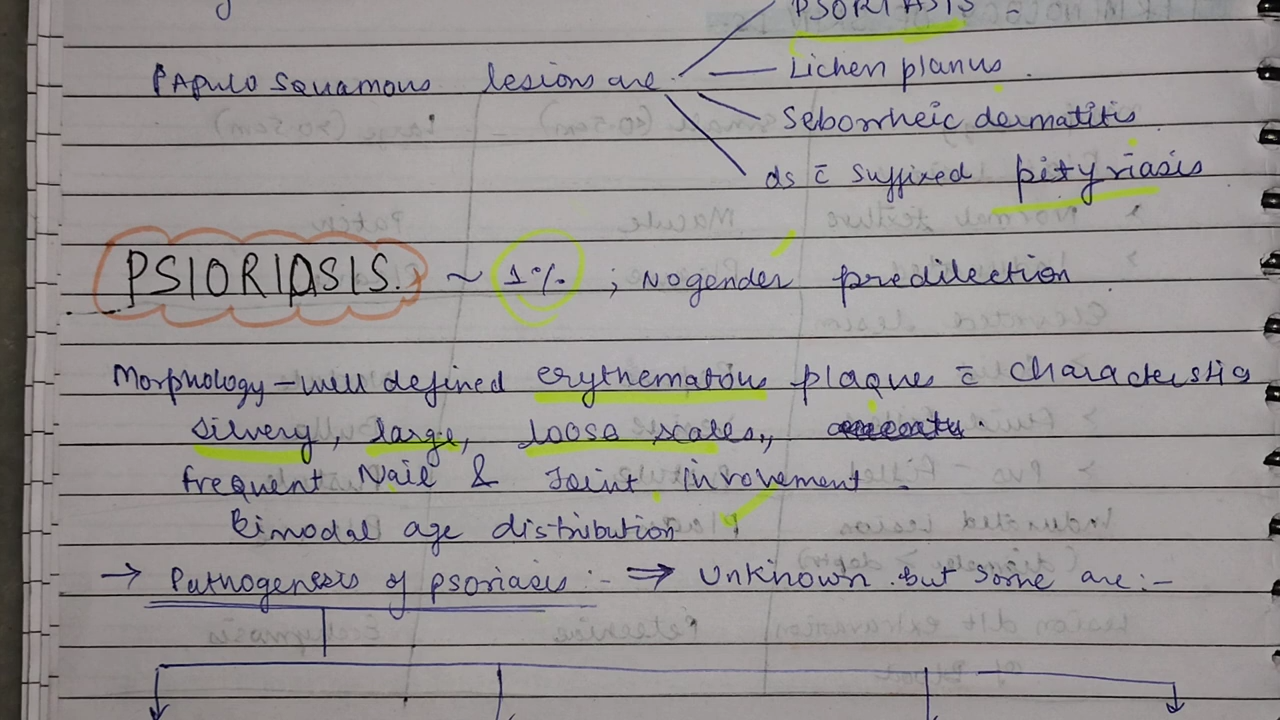 PSORIASIS
PApulo squamous lesions are
Lichen planus
Seborrheic dermatitis
ds c̄ suffixed pityriasis
PSIORIASIS. ~ 1% ; No gender predilection
Morphology – well defined erythematous plaques c̄ characteristic
silvery, large, loose scales,,
frequent Nail & Joint involvement
Bimodal age distribution
→ Pathogenesis of psoriasis :- ⇒ Unknown but some are :-